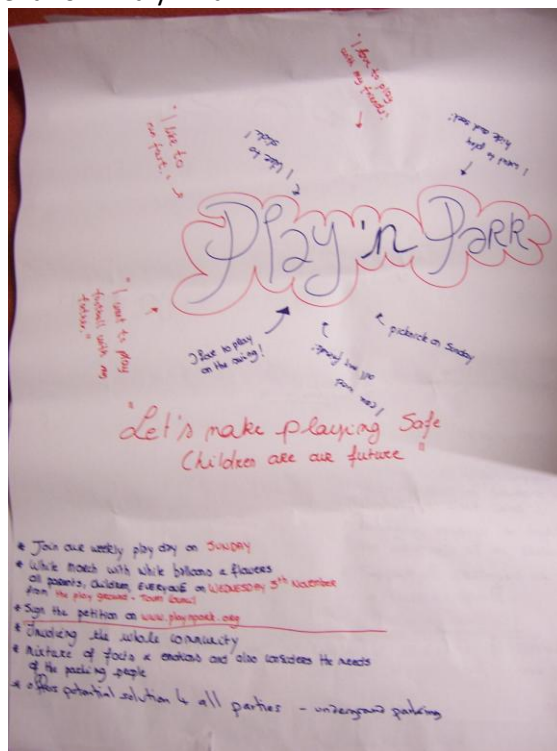 "I love to play
with my friends"
"I like to
run fast."
I like to
slide!
I want to play
hide and seek!
Play'n Park
"I want to play
football with my
father."
I love to play
on the swing!
I can meet
all my friends
picknick on Sunday
"Let's make playing Safe
Children are our future"
* Join our weekly play day on SUNDAY
* White March with white balloons & flowers
all parents, children, EVERYONE on WEDNESDAY 5th NOVEMBER
from the play ground - Town Council
* Sign the petition on www.playnpark.org
* Involving the whole community
* Mixture of facts & emotions and also considers the needs
of the parking people
* offers potential solution 4 all parties - underground parking